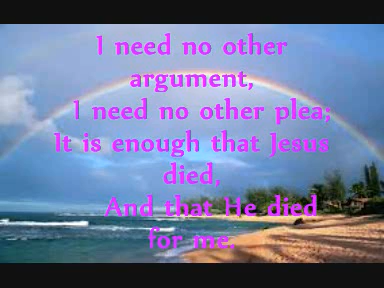 I need no other
argument,
I need no other plea;
It is enough that Jesus
died,
And that He died
for me.